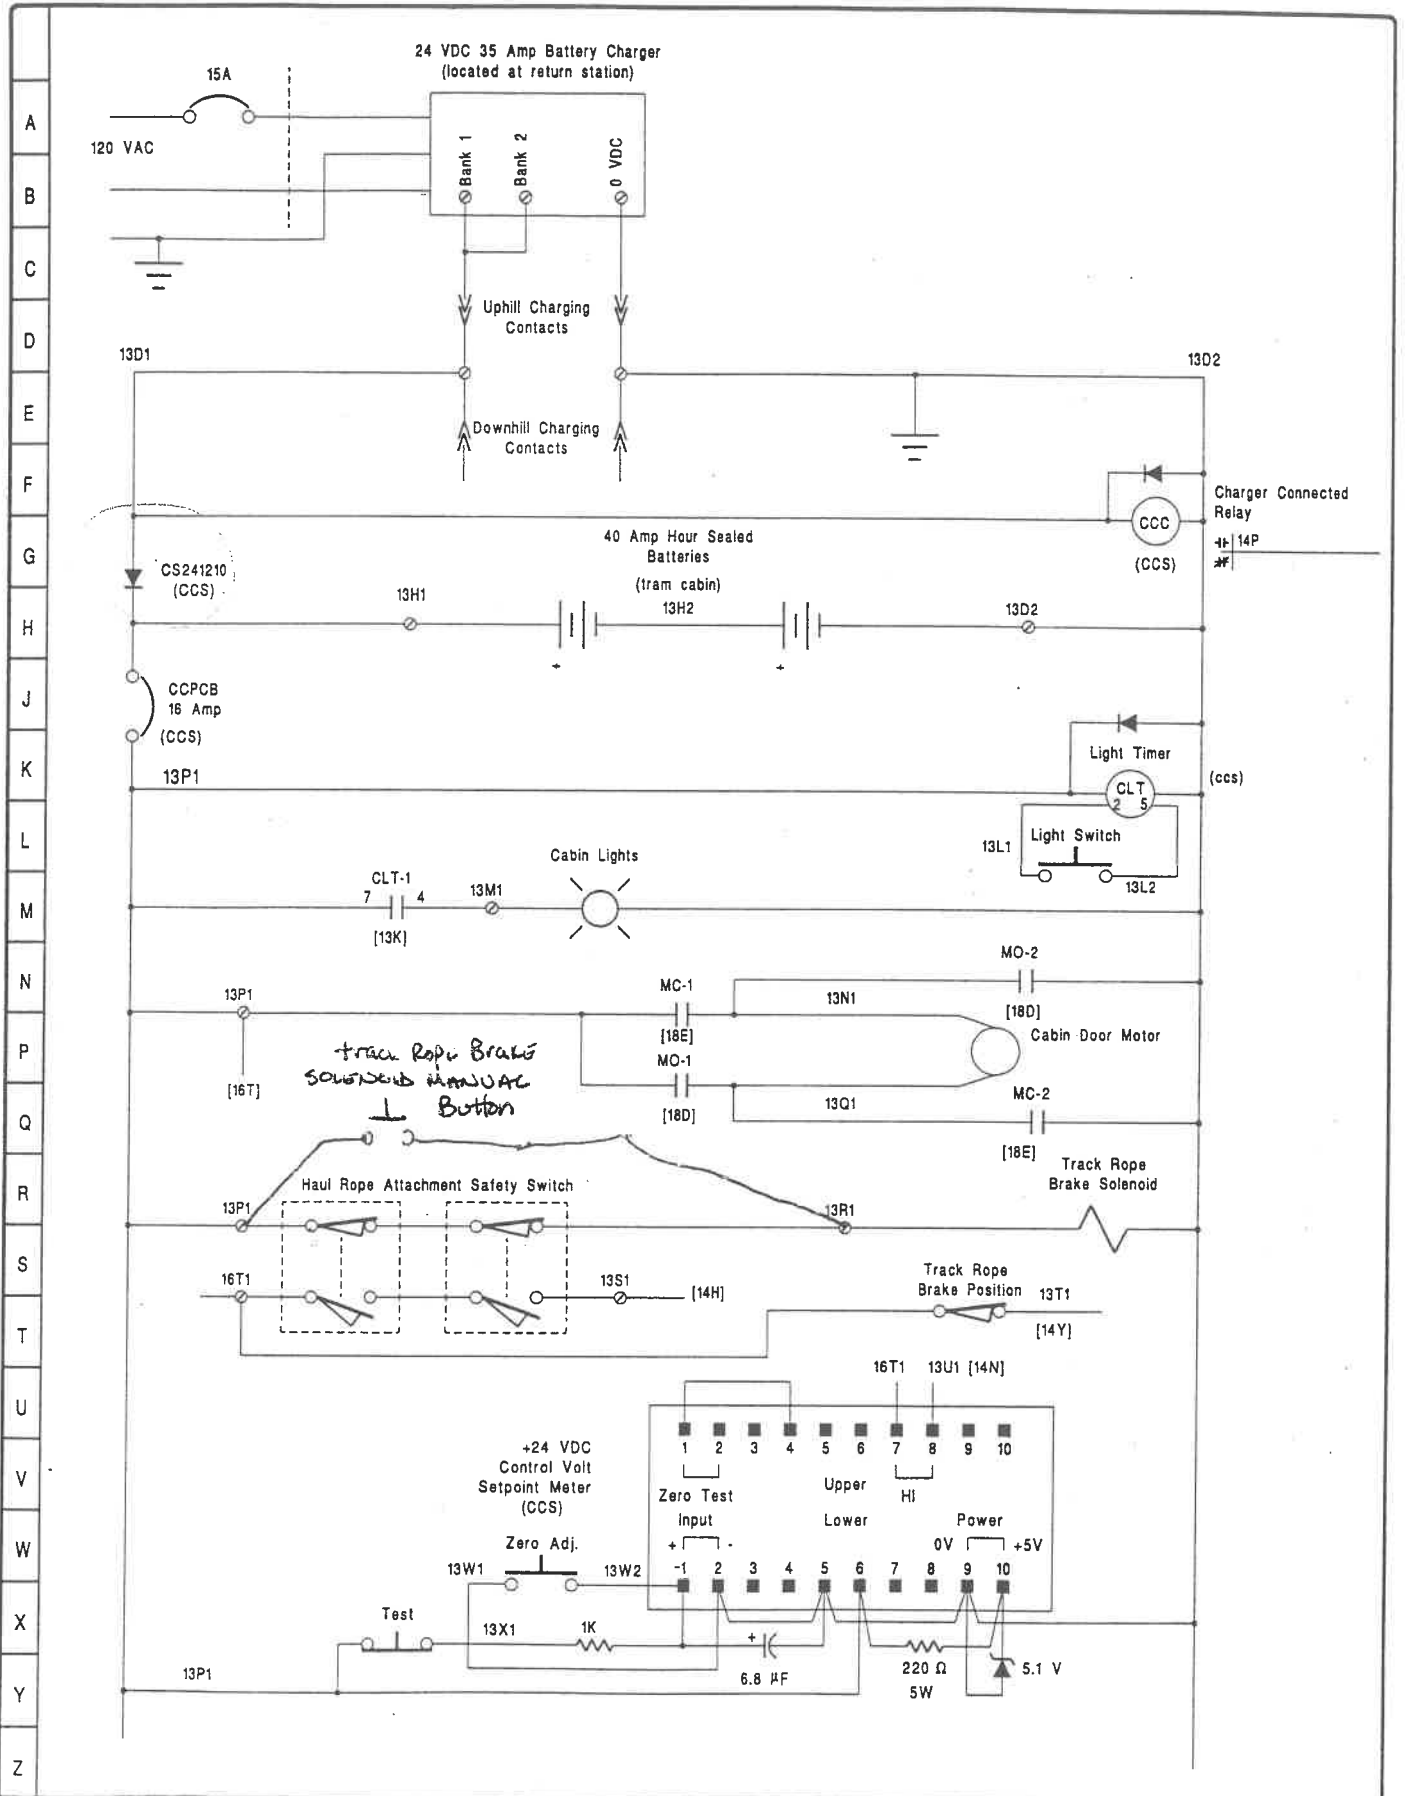 24 VDC 35 Amp Battery Charger
(located at return station)
15A
A
120 VAC
Bank 1
Bank 2
0 VDC
B
C
Uphill Charging
Contacts
D
13D1
13D2
E
Downhill Charging
Contacts
F
Charger Connected
Relay
CCC
(CCS)
14P
G
40 Amp Hour Sealed
Batteries
(tram cabin)
CS241210
(CCS)
13H1
13H2
13D2
H
+
+
J
CCPCB
16 Amp
(CCS)
Light Timer
K
13P1
CLT
2 5
(ccs)
L
Light Switch
13L1
13L2
Cabin Lights
CLT-1
7 4
13M1
M
[13K]
N
MO-2
13P1
MC-1
13N1
[18D]
[18E]
Cabin Door Motor
P
track Rope Brake
SOLENOID MANUAL
Button
MO-1
[16T]
[18D]
13Q1
MC-2
Q
[18E]
Track Rope
Brake Solenoid
R
Haul Rope Attachment Safety Switch
13P1
13R1
S
16T1
13S1
[14H]
Track Rope
Brake Position
13T1
[14Y]
T
16T1
13U1 [14N]
U
1 2 3 4 5 6 7 8 9 10
+24 VDC
Control Volt
Setpoint Meter
(CCS)
V
Zero Test
Upper
HI
Input
Lower
Power
W
+ -
0V
+5V
Zero Adj.
13W1
13W2
-1 2 3 4 5 6 7 8 9 10
X
Test
13X1
1K
+
6.8 µF
220 Ω
5W
5.1 V
13P1
Y
Z